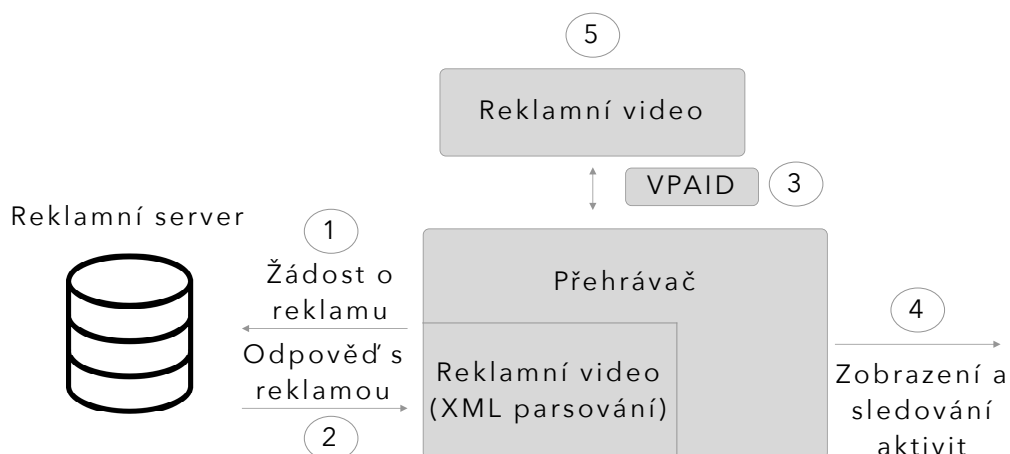 5
Reklamní video
VPAID
3
Reklamní server
1
Žádost o
reklamu
Přehrávač
4
Odpověď s
reklamou
Reklamní video
(XML parsování)
Zobrazení a
sledování
aktivit
2